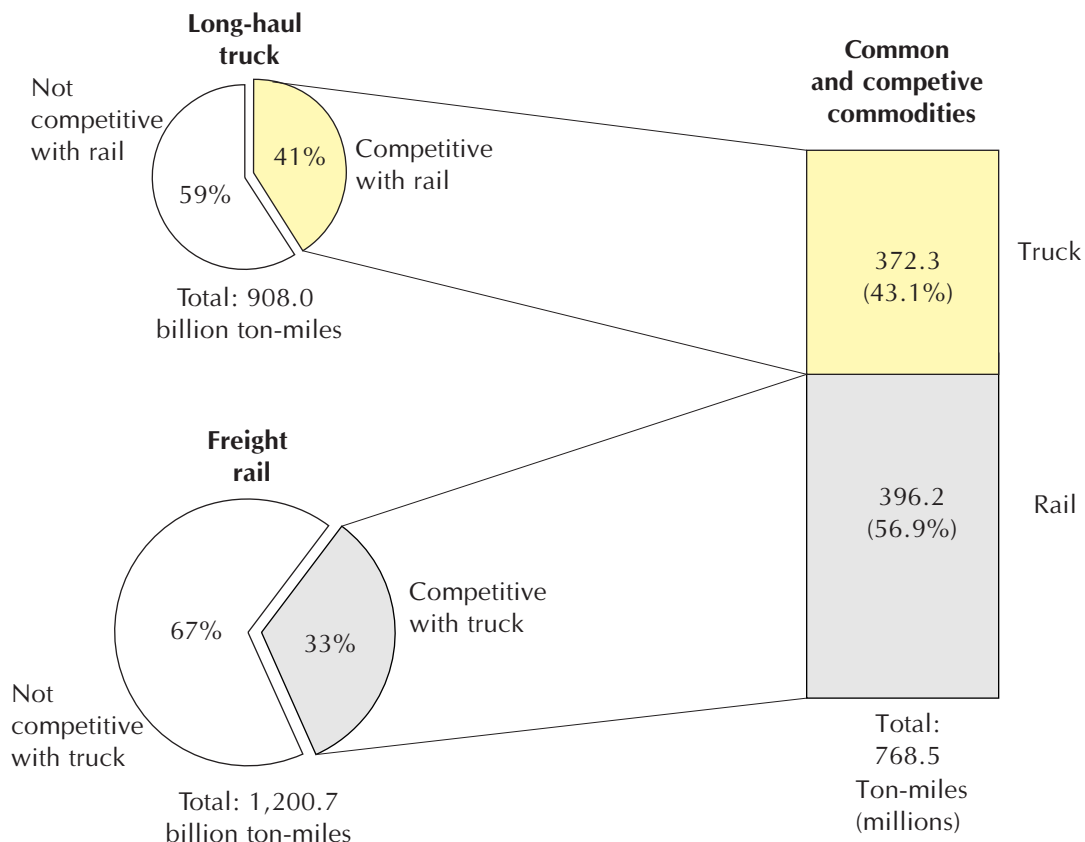 Long-haul
truck
Not
competitive
with rail
59%
41%
Competitive
with rail
Total: 908.0
billion ton-miles
Common
and competive
commodities
372.3
(43.1%)
Truck
Freight
rail
67%
33%
Competitive
with truck
Not
competitive
with truck
Total: 1,200.7
billion ton-miles
396.2
(56.9%)
Rail
Total:
768.5
Ton-miles
(millions)